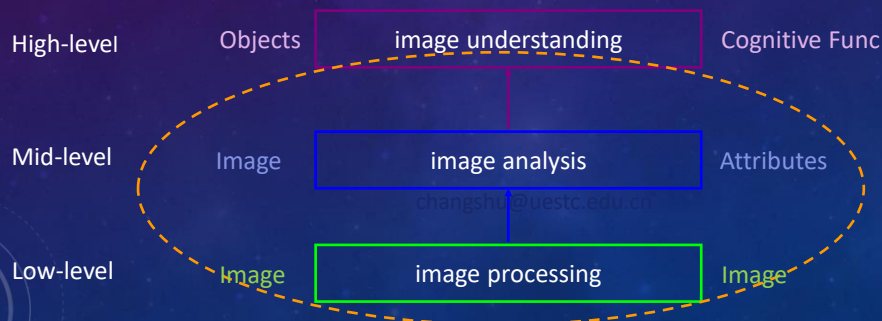 High-level Objects image understanding Cognitive Func
Mid-level Image image analysis Attributes
changshu@uestc.edu.cn
Low-level Image image processing Image